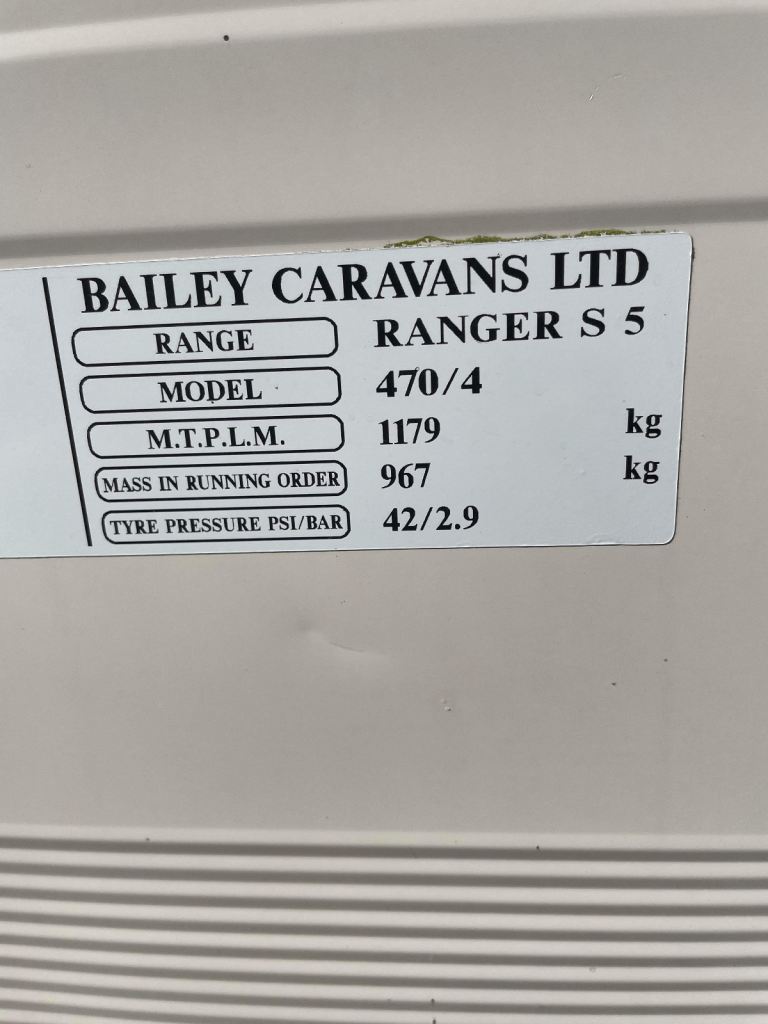 BAILEY CARAVANS LTD
RANGE RANGER S 5
MODEL 470/4
M.T.P.L.M. 1179 kg
MASS IN RUNNING ORDER 967 kg
TYRE PRESSURE PSI/BAR 42/2.9